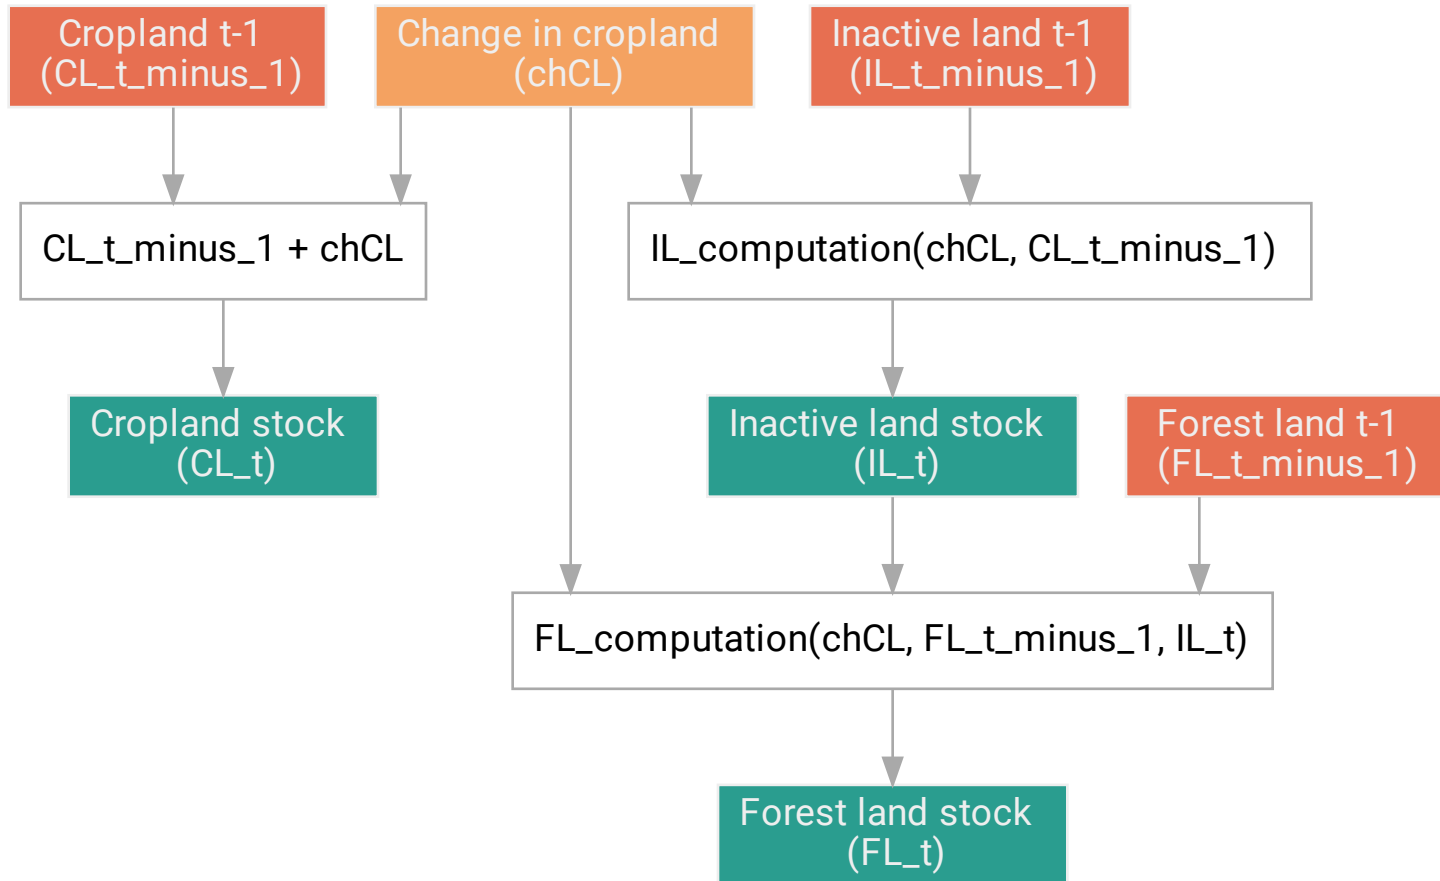 Cropland t-1
(CL_t_minus_1)
Change in cropland
(chCL)
Inactive land t-1
(IL_t_minus_1)
CL_t_minus_1 + chCL
IL_computation(chCL, CL_t_minus_1)
Cropland stock
(CL_t)
Inactive land stock
(IL_t)
Forest land t-1
(FL_t_minus_1)
FL_computation(chCL, FL_t_minus_1, IL_t)
Forest land stock
(FL_t)